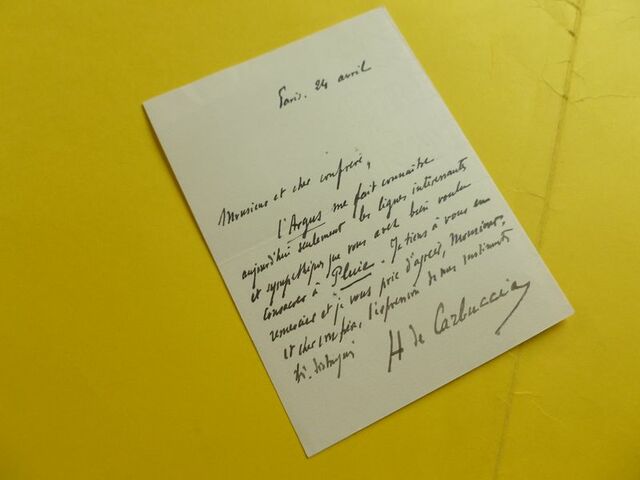 Paris. 24 avril
Monsieur et cher confrère,
l'Argus me fait connaître
aujourd'hui seulement les lignes intéressantes
et sympathiques que vous avez bien voulu
consacrer à Pluie. Je tiens à vous en
remercier et je vous prie d'agréer, Monsieur
et cher confrère, l'expression de mes sentiments
très distingués
H de Carbuccia